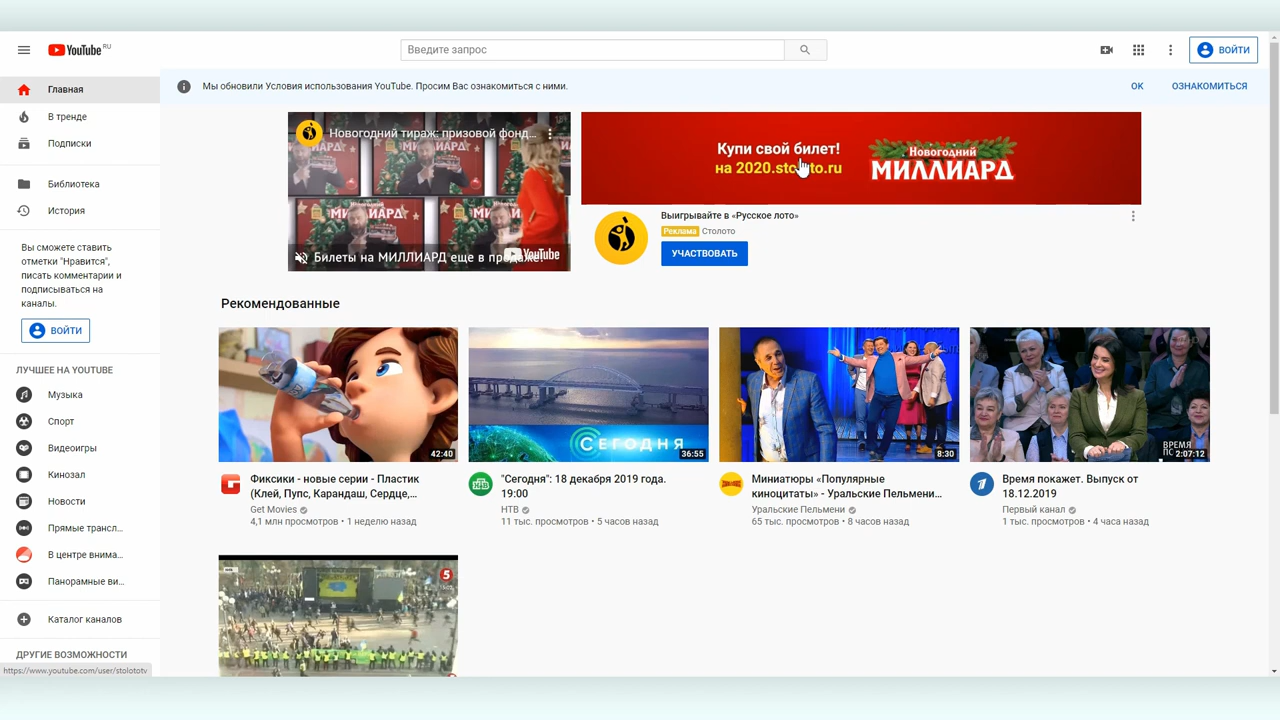 YouTube RU
Введите запрос
ВОЙТИ
Главная
В тренде
Подписки
Библиотека
История
Вы сможете ставить
отметки "Нравится",
писать комментарии и
подписываться на
каналы.
ВОЙТИ
ЛУЧШЕЕ НА YOUTUBE
Музыка
Спорт
Видеоигры
Кинозал
Новости
Прямые трансл...
В центре внима...
Панорамные ви...
Каталог каналов
ДРУГИЕ ВОЗМОЖНОСТИ
https://www.youtube.com/user/stolototv
Мы обновили Условия использования YouTube. Просим Вас ознакомиться с ними.
ОК
ОЗНАКОМИТЬСЯ
Новогодний тираж: призовой фонд...
Билеты на МИЛЛИАРД еще в продаже!
YouTube
Купи свой билет!
на 2020.stoloto.ru
Новогодний
МИЛЛИАРД
Выигрывайте в «Русское лото»
Реклама Столото
УЧАСТВОВАТЬ
Рекомендованные
42:40
Фиксики - новые серии - Пластик
(Клей, Пупс, Карандаш, Сердце,...
Get Movies
4,1 млн просмотров • 1 неделю назад
СЕГОДНЯ
36:55
НТВ
"Сегодня": 18 декабря 2019 года.
19:00
НТВ
11 тыс. просмотров • 5 часов назад
8:30
Миниатюры «Популярные
киноцитаты» - Уральские Пельмени...
Уральские Пельмени
65 тыс. просмотров • 8 часов назад
ВРЕМЯ
2:07:12
Время покажет. Выпуск от
18.12.2019
Первый канал
1 тыс. просмотров • 4 часа назад
5